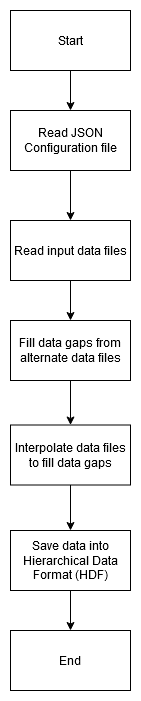 Start
Read JSON
Configuration file
Read input data files
Fill data gaps from
alternate data files
Interpolate data files
to fill data gaps
Save data into
Hierarchical Data
Format (HDF)
End